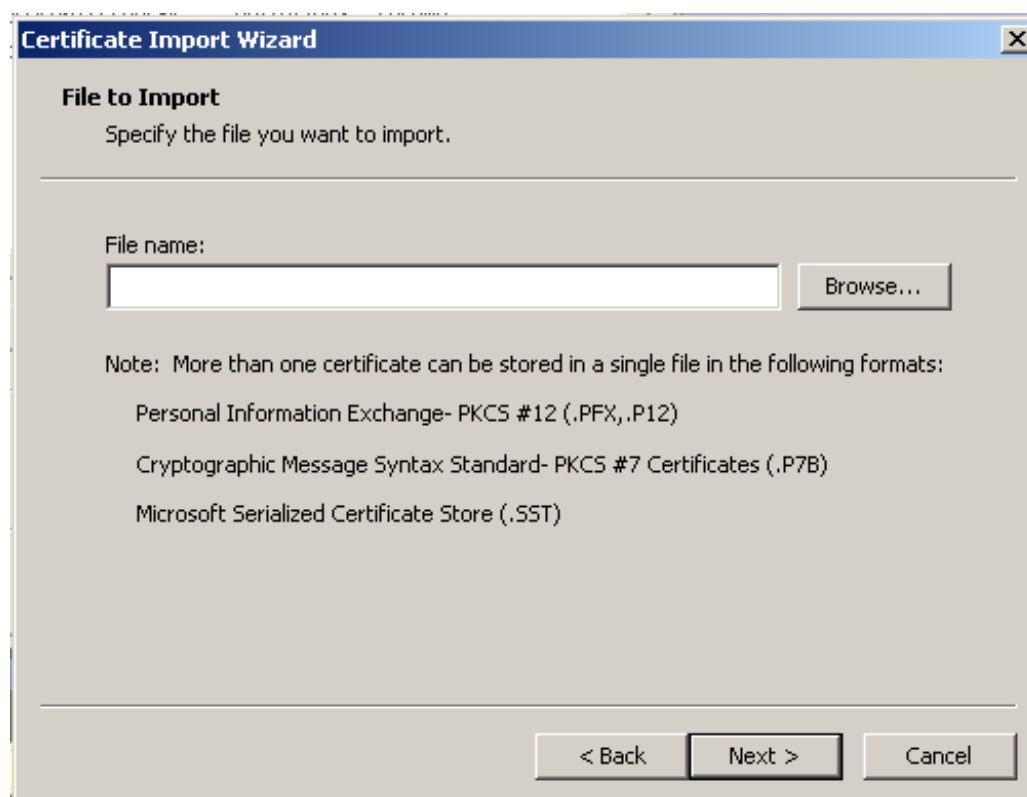 Certificate Import Wizard
File to Import
Specify the file you want to import.
File name:
Browse...
Note:  More than one certificate can be stored in a single file in the following formats:
Personal Information Exchange- PKCS #12 (.PFX,.P12)
Cryptographic Message Syntax Standard- PKCS #7 Certificates (.P7B)
Microsoft Serialized Certificate Store (.SST)
< Back
Next >
Cancel